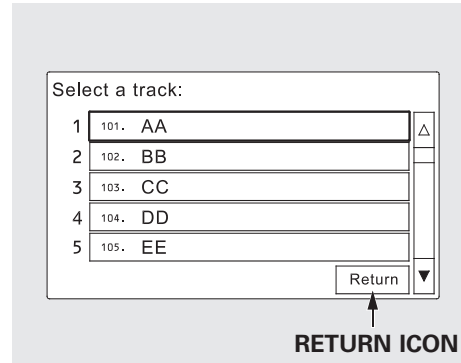 Select a track:
1 101. AA
2 102. BB
3 103. CC
4 104. DD
5 105. EE
Return
RETURN ICON